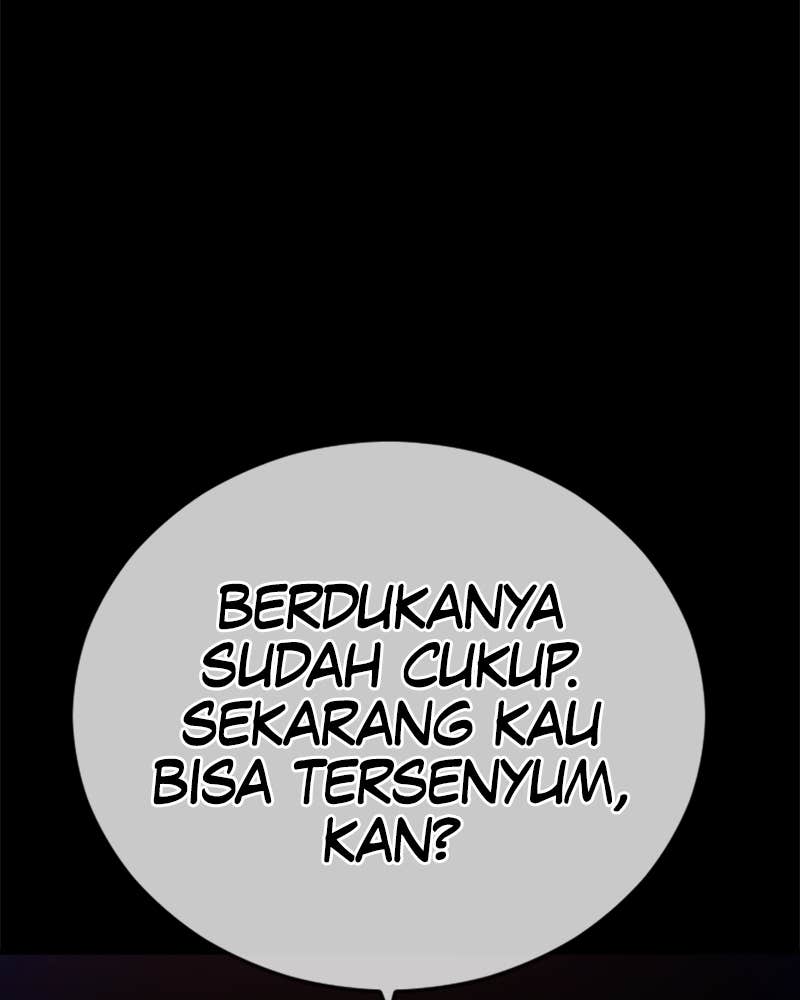 BERDUKANYA
SUDAH CUKUP.
SEKARANG KAU
BISA TERSENYUM,
KAN?